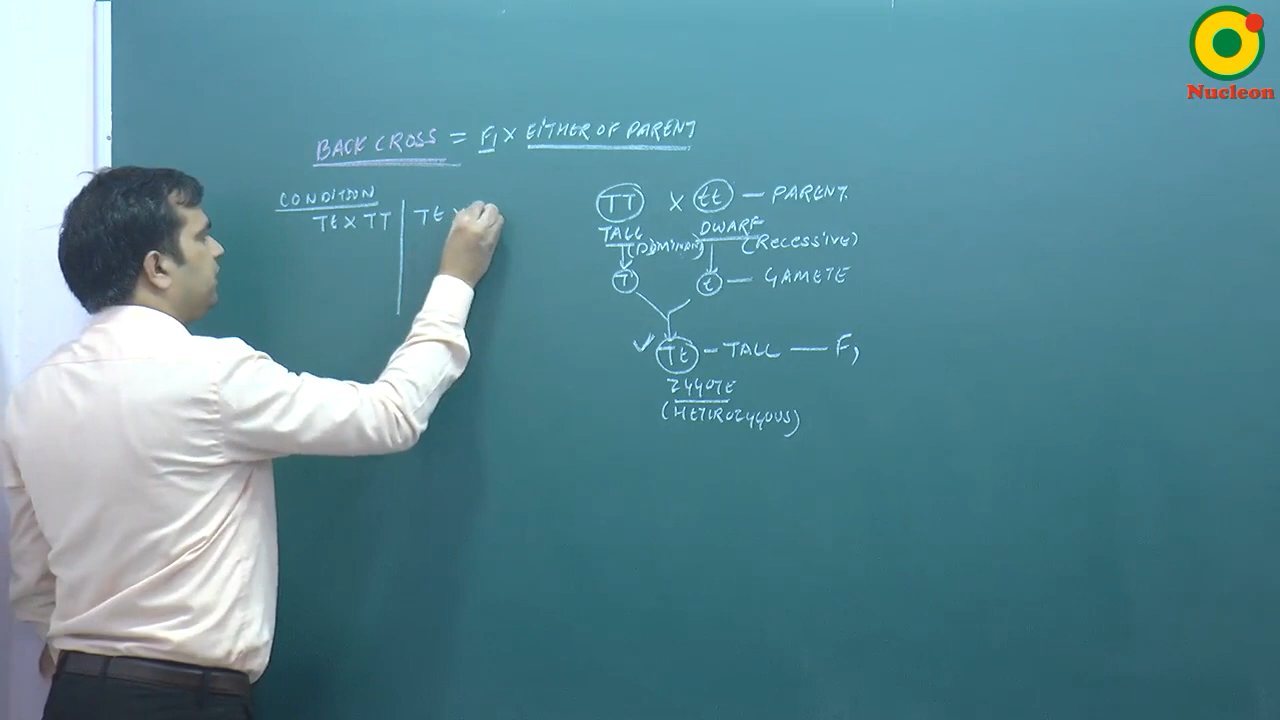 Nucleon
BACK CROSS = F1 X EITHER OF PARENT
CONDITION
Tt X TT | Tt X
TT X tt — PARENT
TALL DWARF
(Dominant) (Recessive)
T t — GAMETE
✓ Tt – TALL — F1
ZYGOTE
(HETEROZYGOUS)